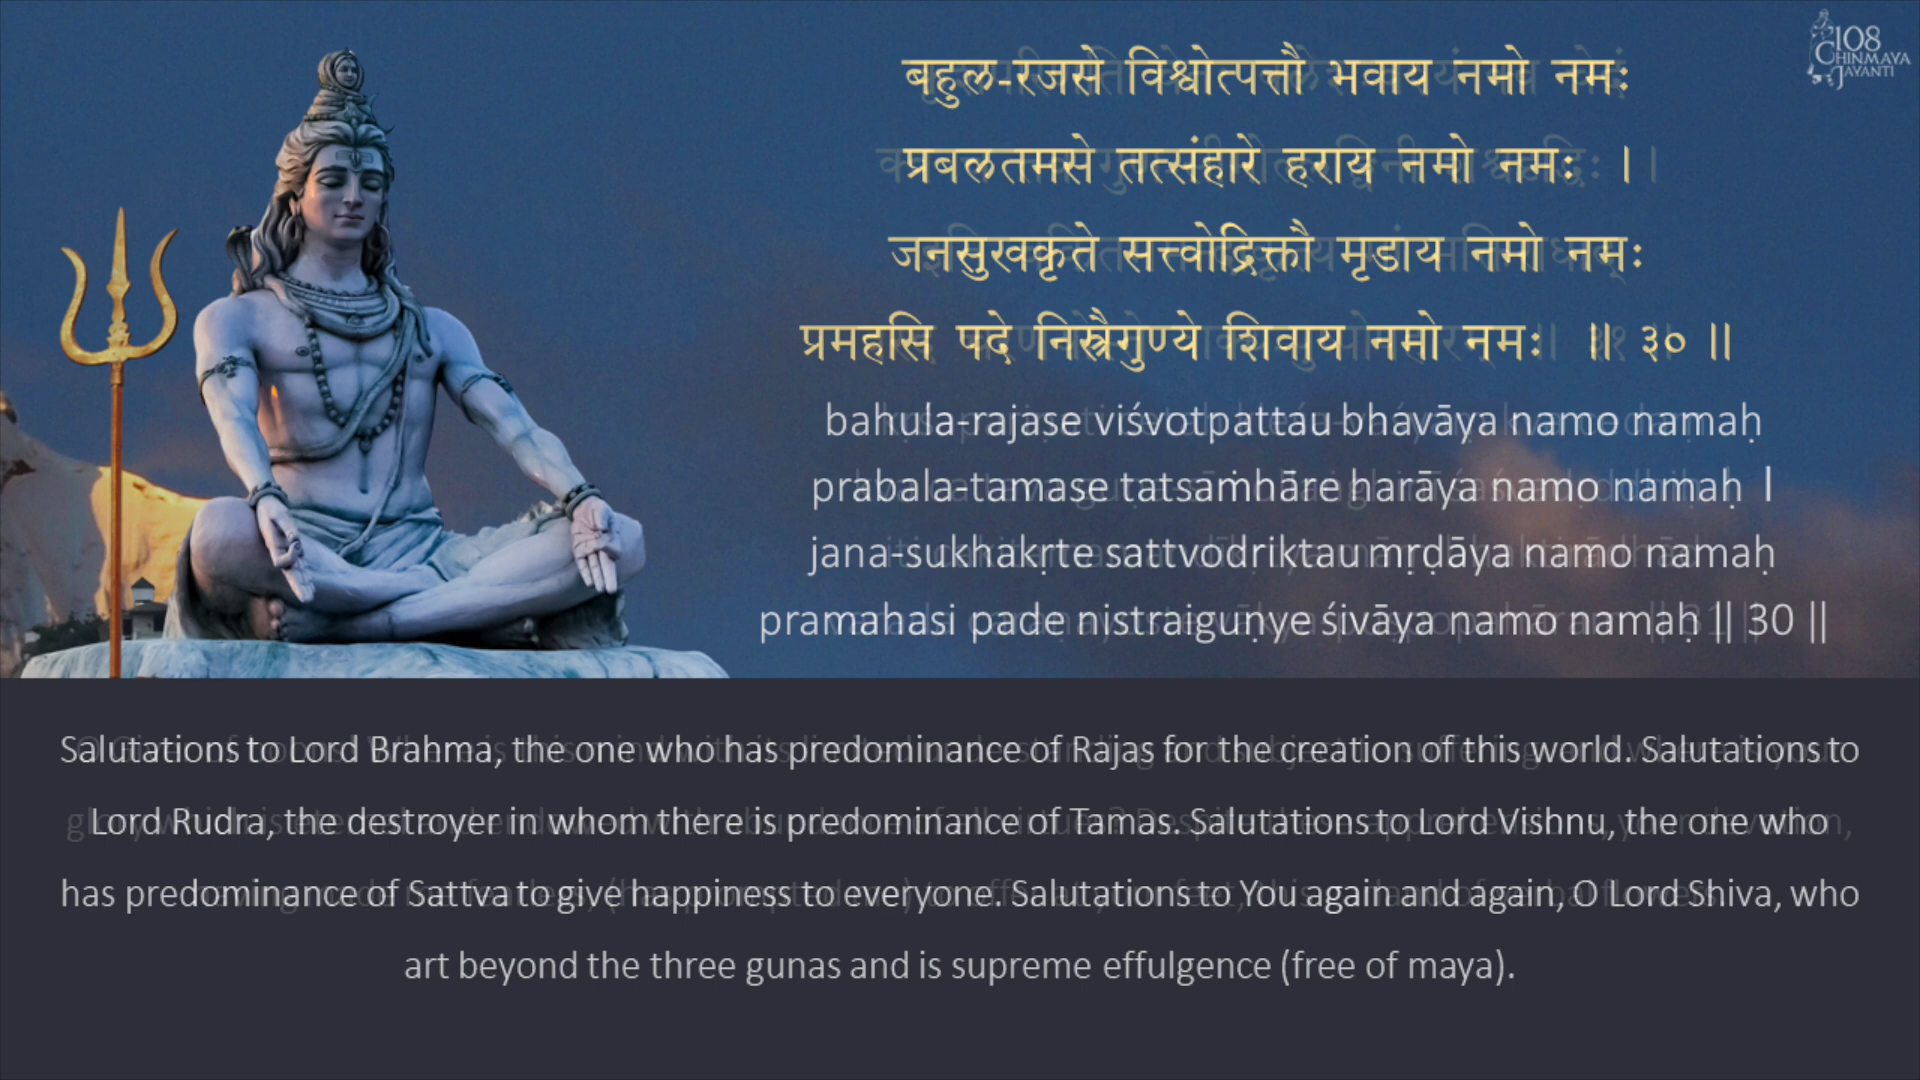 108
CHINMAYA
JAYANTI
बहुल-रजसे विश्वोत्पत्तौ भवाय नमो नमः
प्रबलतमसे तत्संहारे हराय नमो नमः ।
जनसुखकृते सत्त्वोद्रिक्तौ मृडाय नमो नमः
प्रमहसि पदे निस्त्रैगुण्ये शिवाय नमो नमः ॥ ३० ॥
bahula-rajase viśvotpattau bhavāya namo namaḥ
prabala-tamase tatsaṁhāre harāya namo namaḥ |
jana-sukhakṛte sattvodriktau mṛḍāya namo namaḥ
pramahasi pade nistraiguṇye śivāya namo namaḥ || 30 ||
Salutations to Lord Brahma, the one who has predominance of Rajas for the creation of this world. Salutations to
Lord Rudra, the destroyer in whom there is predominance of Tamas. Salutations to Lord Vishnu, the one who
has predominance of Sattva to give happiness to everyone. Salutations to You again and again, O Lord Shiva, who
art beyond the three gunas and is supreme effulgence (free of maya).